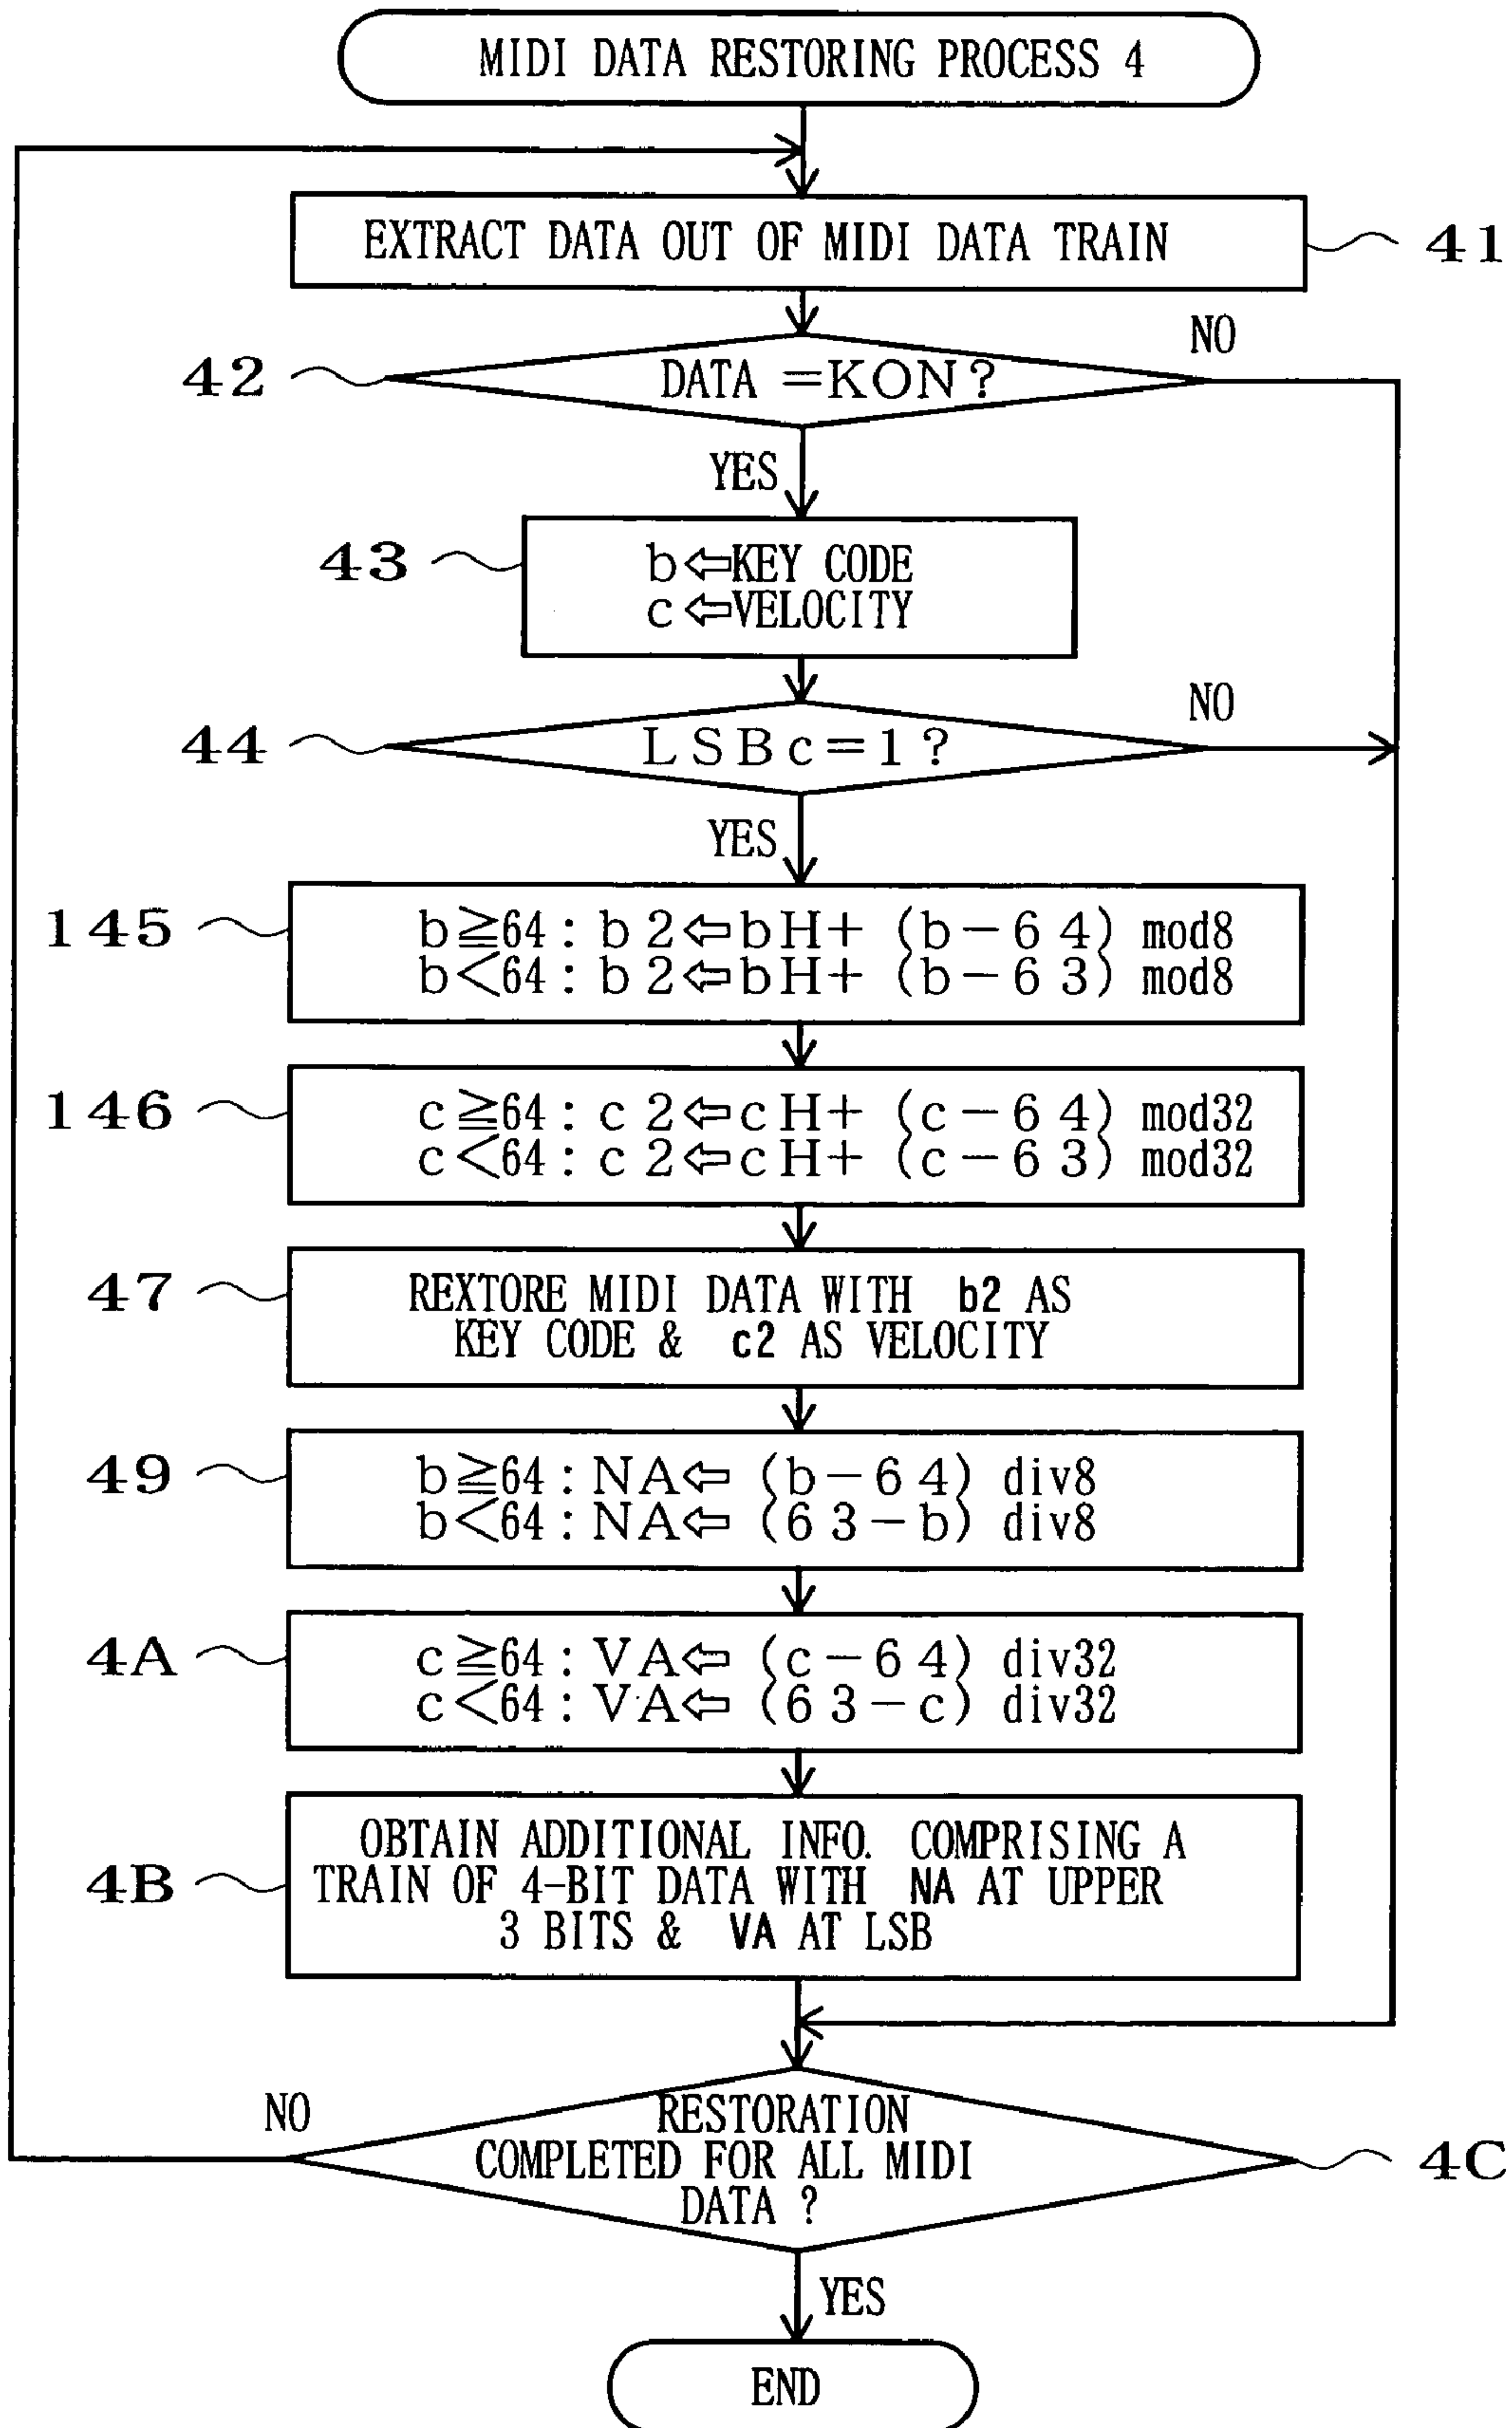 MIDI DATA RESTORING PROCESS 4
EXTRACT DATA OUT OF MIDI DATA TRAIN
41
NO
42
DATA =KON?
YES
43
b⇦KEY CODE
c⇦VELOCITY
NO
44
LSBc=1?
YES
145
b≧64: b2⇦bH+ (b-64) mod8
b<64: b2⇦bH+ (b-63) mod8
146
c≧64: c2⇦cH+ (c-64) mod32
c<64: c2⇦cH+ (c-63) mod32
47
REXTORE MIDI DATA WITH b2 AS
KEY CODE & c2 AS VELOCITY
49
b≧64: NA⇦ (b-64) div8
b<64: NA⇦ (63-b) div8
4A
c≧64: VA⇦ (c-64) div32
c<64: VA⇦ (63-c) div32
4B
OBTAIN ADDITIONAL INFO. COMPRISING A
TRAIN OF 4-BIT DATA WITH NA AT UPPER
3 BITS & VA AT LSB
NO
RESTORATION
COMPLETED FOR ALL MIDI
DATA ?
4C
YES
END